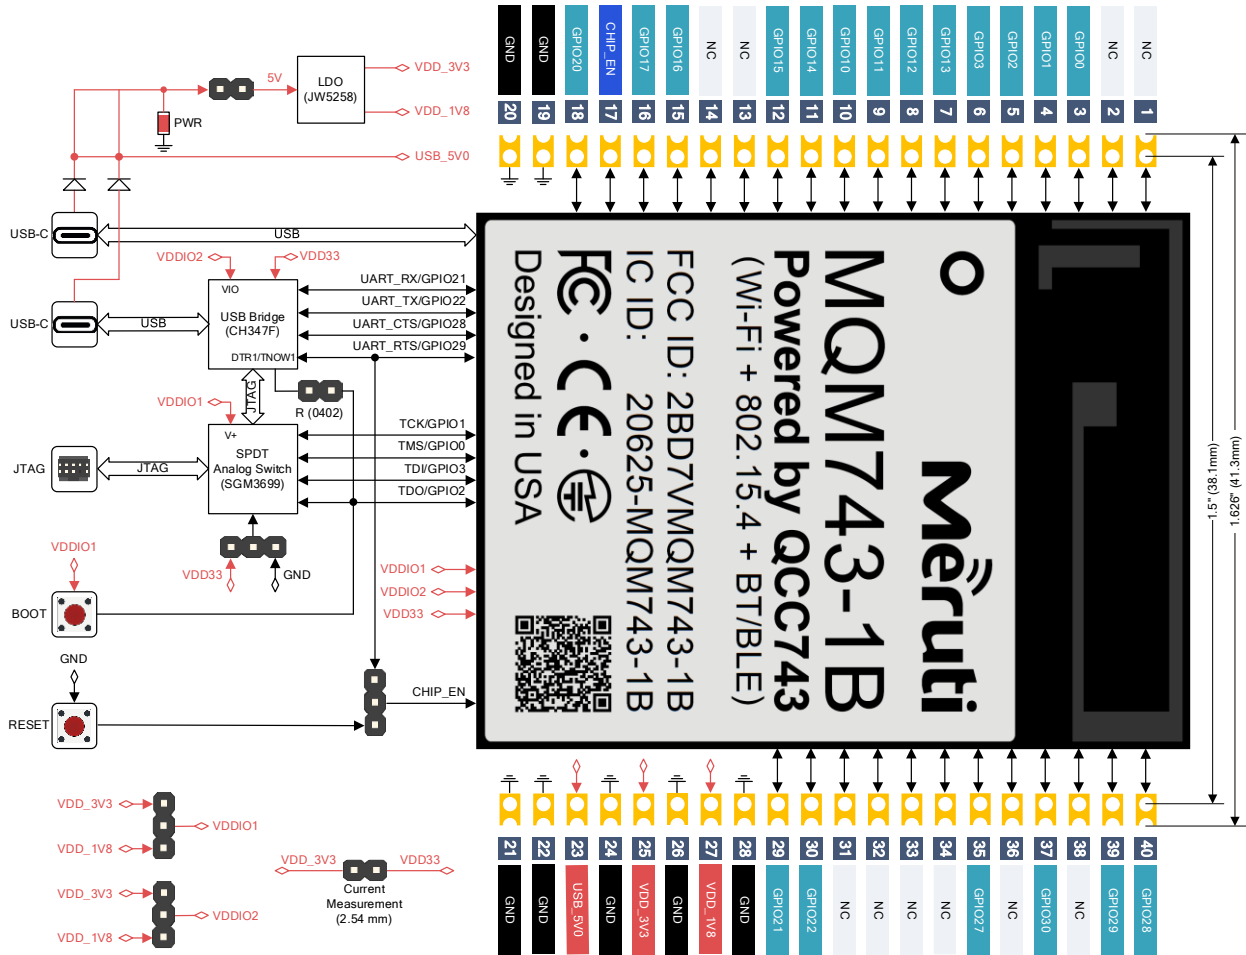 GND
GND
GPIO20
CHIP_EN
GPIO17
GPIO16
NC
NC
GPIO15
GPIO14
GPIO10
GPIO11
GPIO12
GPIO13
GPIO3
GPIO2
GPIO1
GPIO0
NC
NC
20
19
18
17
16
15
14
13
12
11
10
9
8
7
6
5
4
3
2
1
5V
LDO
(JW5258)
VDD_3V3
VDD_1V8
PWR
USB_5V0
USB-C
USB
VDDIO2
VDD33
VIO
USB Bridge
(CH347F)
DTR1/TNOW1
USB-C
USB
UART_RX/GPIO21
UART_TX/GPIO22
UART_CTS/GPIO28
UART_RTS/GPIO29
JTAG
R (0402)
VDDIO1
V+
SPDT
Analog Switch
(SGM3699)
JTAG
JTAG
TCK/GPIO1
TMS/GPIO0
TDI/GPIO3
TDO/GPIO2
VDD33
GND
VDDIO1
BOOT
GND
RESET
VDDIO1
VDDIO2
VDD33
CHIP_EN
Meruti
MQM743-1B
Powered by QCC743
(Wi-Fi + 802.15.4 + BT/BLE)
FCC ID: 2BD7VMQM743-1B
IC ID: 20625-MQM743-1B
FC CE
Designed in USA
1.5" (38.1mm)
1.626" (41.3mm)
VDD_3V3
VDDIO1
VDD_1V8
VDD_3V3
VDDIO2
VDD_1V8
VDD_3V3
VDD33
Current
Measurement
(2.54 mm)
21
22
23
24
25
26
27
28
29
30
31
32
33
34
35
36
37
38
39
40
GND
GND
USB_5V0
GND
VDD_3V3
GND
VDD_1V8
GND
GPIO21
GPIO22
NC
NC
NC
NC
GPIO27
NC
GPIO30
NC
GPIO29
GPIO28